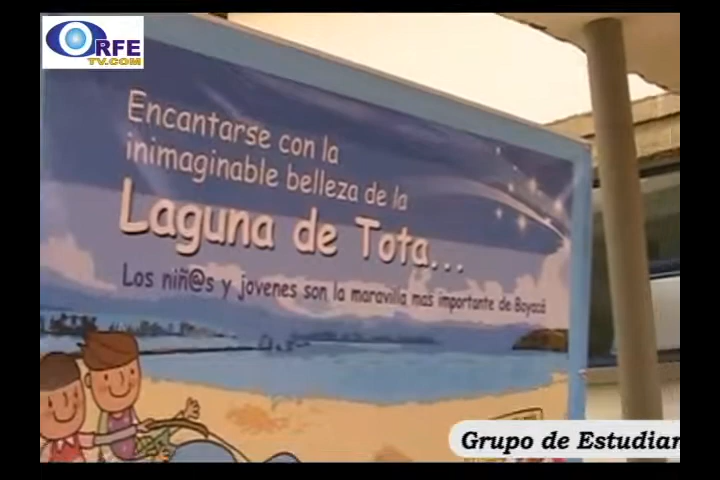 ORFE
TV.COM
Encantarse con la
inimaginable belleza de la
Laguna de Tota...
Los niñ@s y jovenes son la maravilla mas importante de Boyacá
Grupo de Estudian